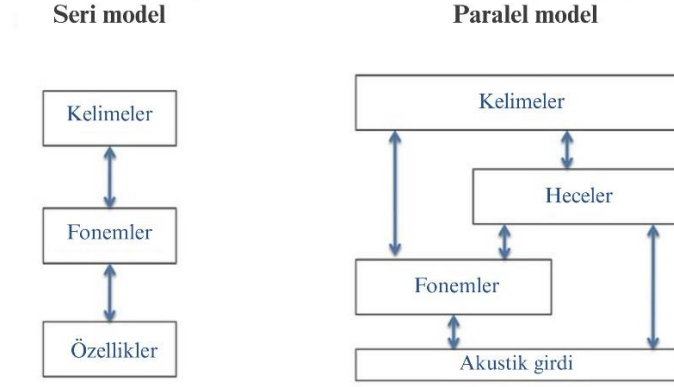 Seri model
Kelimeler
Fonemler
Özellikler
Paralel model
Kelimeler
Heceler
Fonemler
Akustik girdi